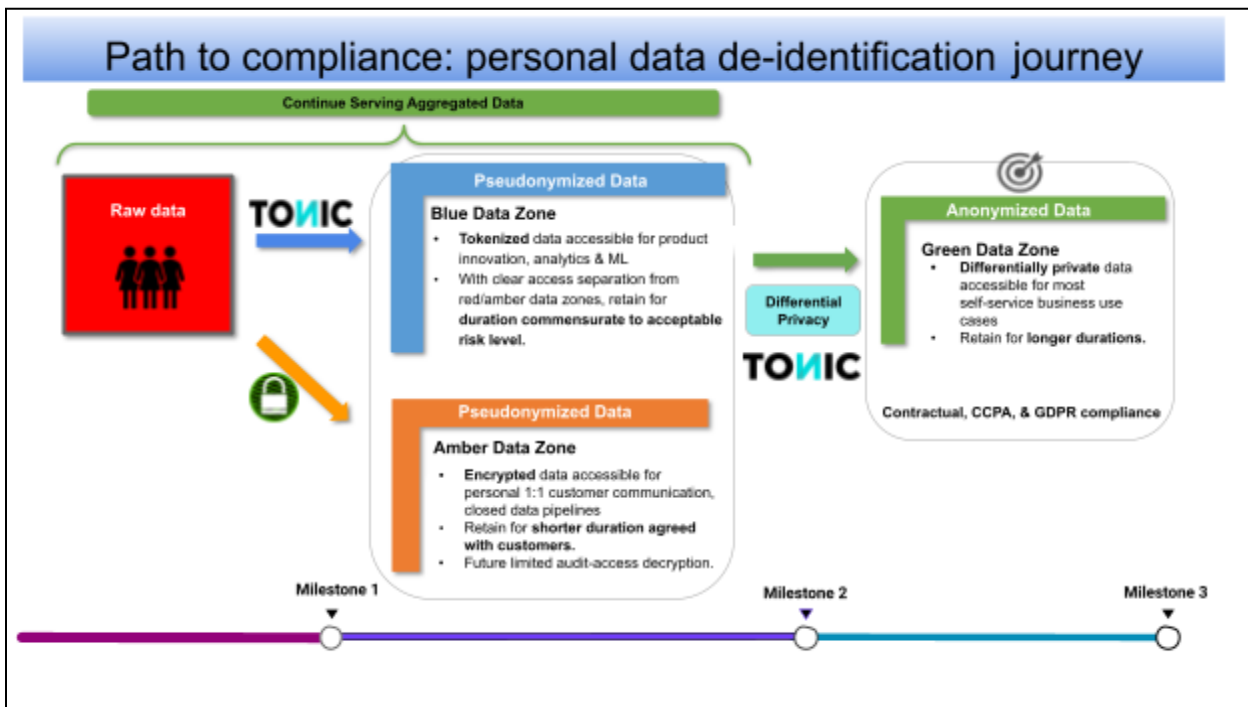 Path to compliance: personal data de-identification journey
Continue Serving Aggregated Data
Raw data
TONIC
Pseudonymized Data
Blue Data Zone
• Tokenized data accessible for product
innovation, analytics & ML
• With clear access separation from
red/amber data zones, retain for
duration commensurate to acceptable
risk level.
Pseudonymized Data
Amber Data Zone
• Encrypted data accessible for
personal 1:1 customer communication,
closed data pipelines
• Retain for shorter duration agreed
with customers.
• Future limited audit-access decryption.
Differential
Privacy
TONIC
Anonymized Data
Green Data Zone
• Differentially private data
accessible for most
self-service business use
cases
• Retain for longer durations.
Contractual, CCPA, & GDPR compliance
Milestone 1
Milestone 2
Milestone 3